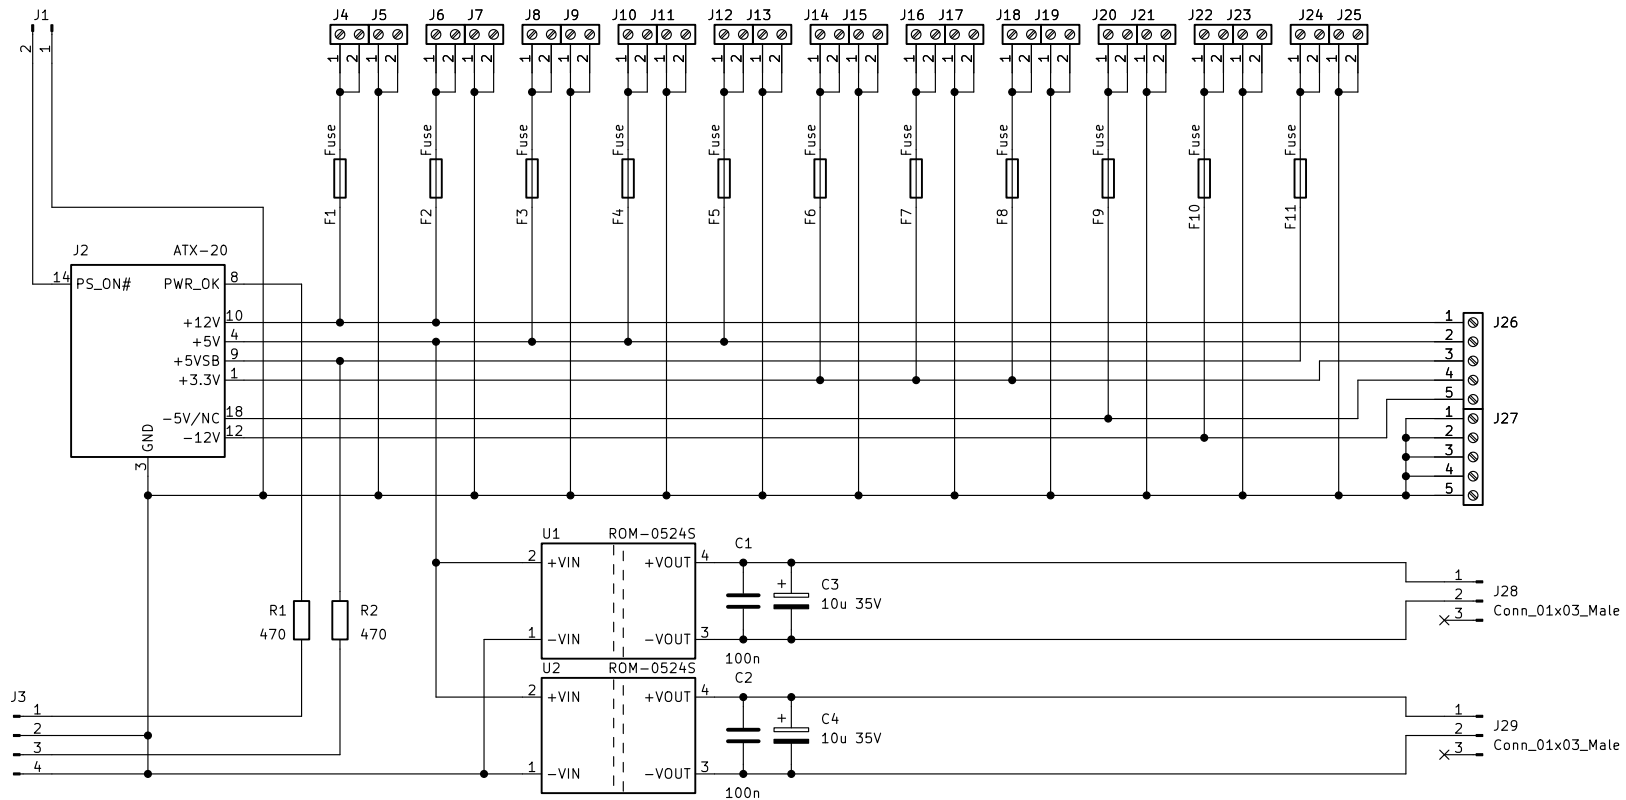 J1
2
1
J4 J5 J6 J7 J8 J9 J10 J11 J12 J13 J14 J15 J16 J17 J18 J19 J20 J21 J22 J23 J24 J25
1 2 1 2 1 2 1 2 1 2 1 2 1 2 1 2 1 2 1 2 1 2 1 2 1 2 1 2 1 2 1 2 1 2 1 2 1 2 1 2 1 2 1 2
Fuse Fuse Fuse Fuse Fuse Fuse Fuse Fuse Fuse Fuse Fuse
F1 F2 F3 F4 F5 F6 F7 F8 F9 F10 F11
J2 ATX-20
14 PS_ON# PWR_OK 8
+12V 10
+5V 4
+5VSB 9
+3.3V 1
-5V/NC 18
-12V 12
GND
3
1 J26
2
3
4
5
1 J27
2
3
4
5
U1 ROM-0524S
2 +VIN +VOUT 4
1 -VIN -VOUT 3
C1
100n
C3
10u 35V
1
2
3
J28
Conn_01x03_Male
R1
470
R2
470
U2 ROM-0524S
2 +VIN +VOUT 4
1 -VIN -VOUT 3
C2
100n
C4
10u 35V
1
2
3
J29
Conn_01x03_Male
J3
1
2
3
4